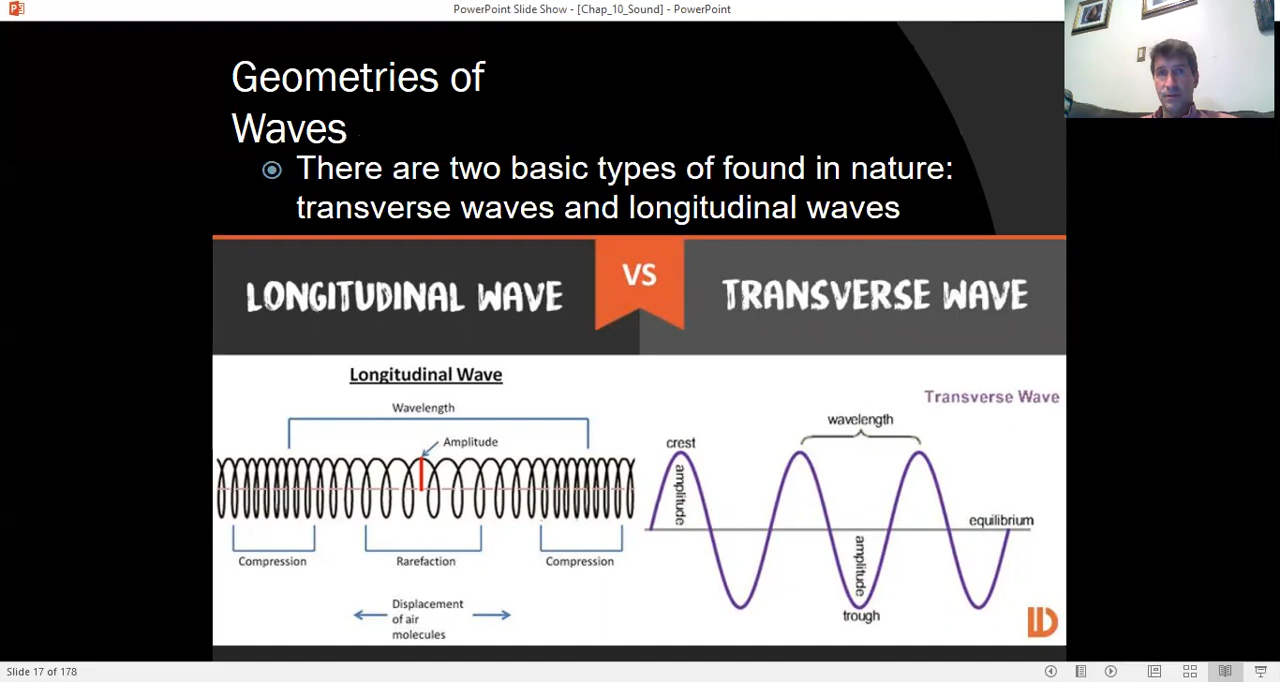 PowerPoint Slide Show - [Chap_10_Sound] - PowerPoint
Geometries of
Waves
There are two basic types of found in nature:
transverse waves and longitudinal waves
LONGITUDINAL WAVE
VS
TRANSVERSE WAVE
Longitudinal Wave
Wavelength
Amplitude
Compression
Rarefaction
Compression
Displacement
of air
molecules
Transverse Wave
wavelength
crest
amplitude
equilibrium
amplitude
trough
Slide 17 of 178